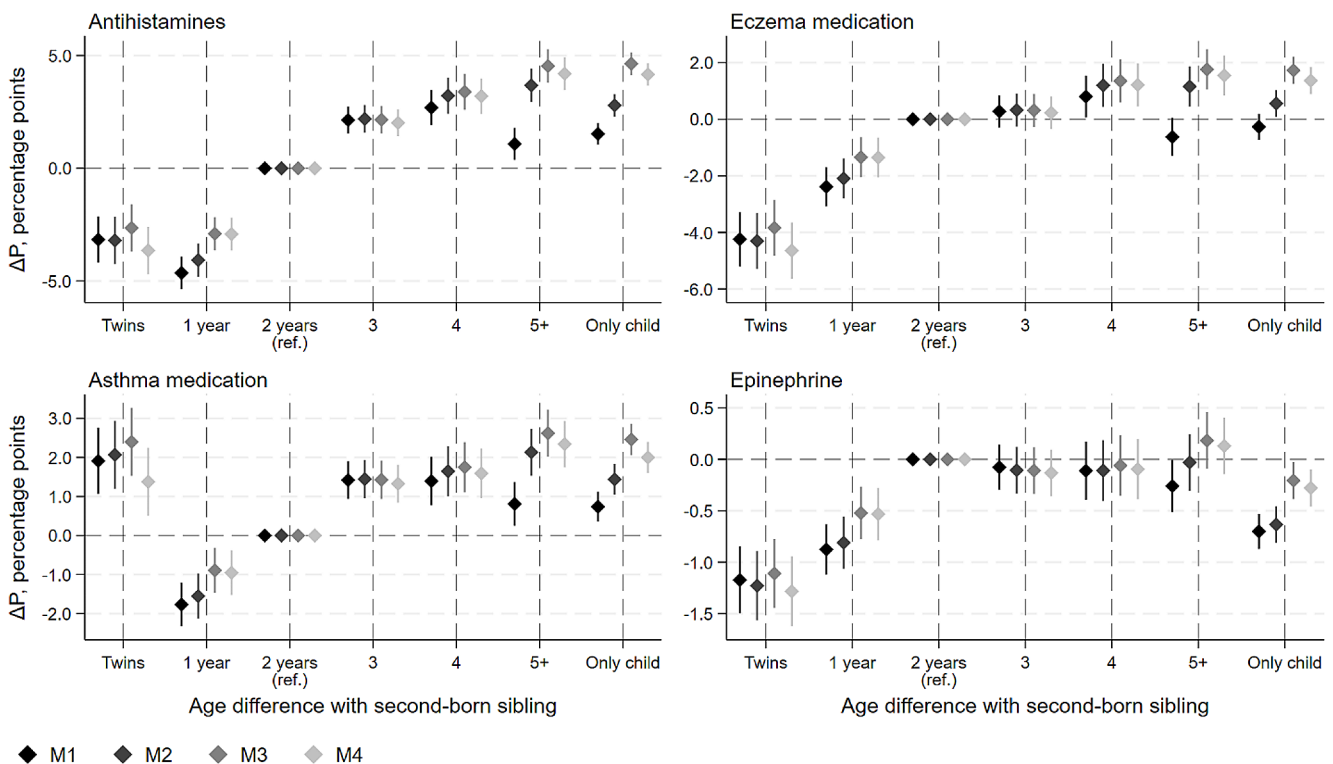 Antihistamines
ΔP, percentage points
5.0
0.0
-5.0
Twins 1 year 2 years 3 4 5+ Only child
(ref.)
Eczema medication
2.0
0.0
-2.0
-4.0
-6.0
Twins 1 year 2 years 3 4 5+ Only child
(ref.)
Asthma medication
ΔP, percentage points
3.0
2.0
1.0
0.0
-1.0
-2.0
Twins 1 year 2 years 3 4 5+ Only child
(ref.)
Age difference with second-born sibling
Epinephrine
0.5
0.0
-0.5
-1.0
-1.5
Twins 1 year 2 years 3 4 5+ Only child
(ref.)
Age difference with second-born sibling
M1 M2 M3 M4